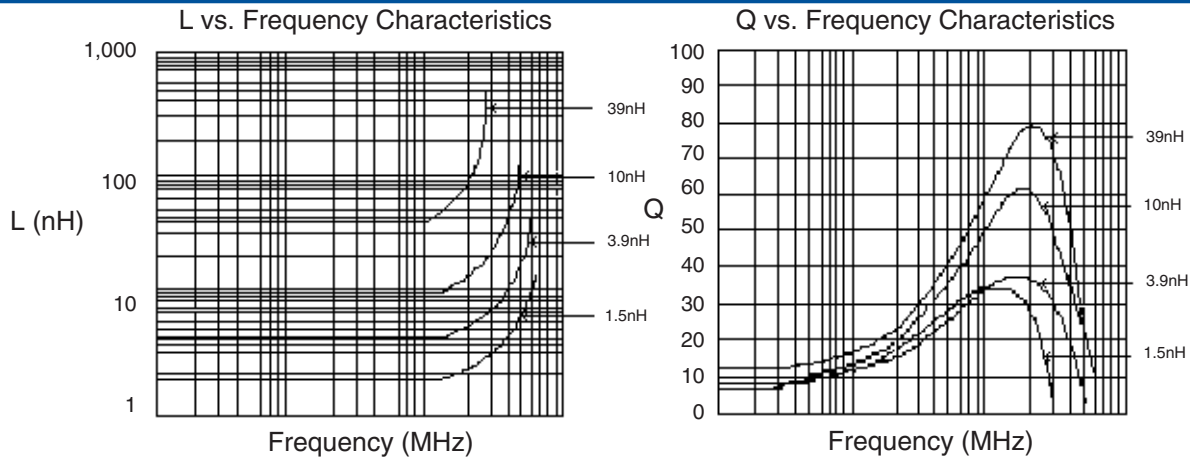 L vs. Frequency Characteristics
1,000
100
10
1
L (nH)
39nH
10nH
3.9nH
1.5nH
Frequency (MHz)
Q vs. Frequency Characteristics
100
90
80
70
60
50
40
30
20
10
0
Q
39nH
10nH
3.9nH
1.5nH
Frequency (MHz)